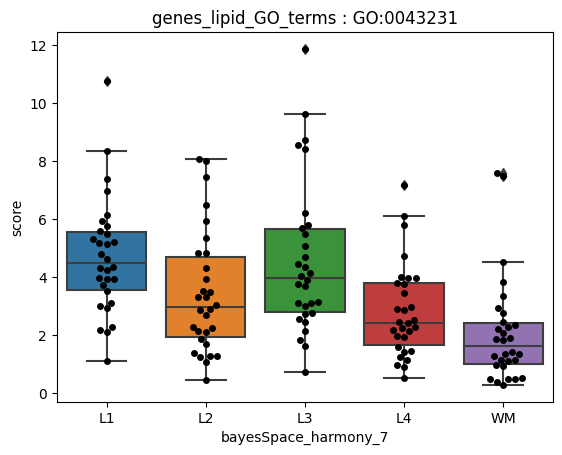 genes_lipid_GO_terms : GO:0043231
score
12
10
8
6
4
2
0
L1 L2 L3 L4 WM
bayesSpace_harmony_7